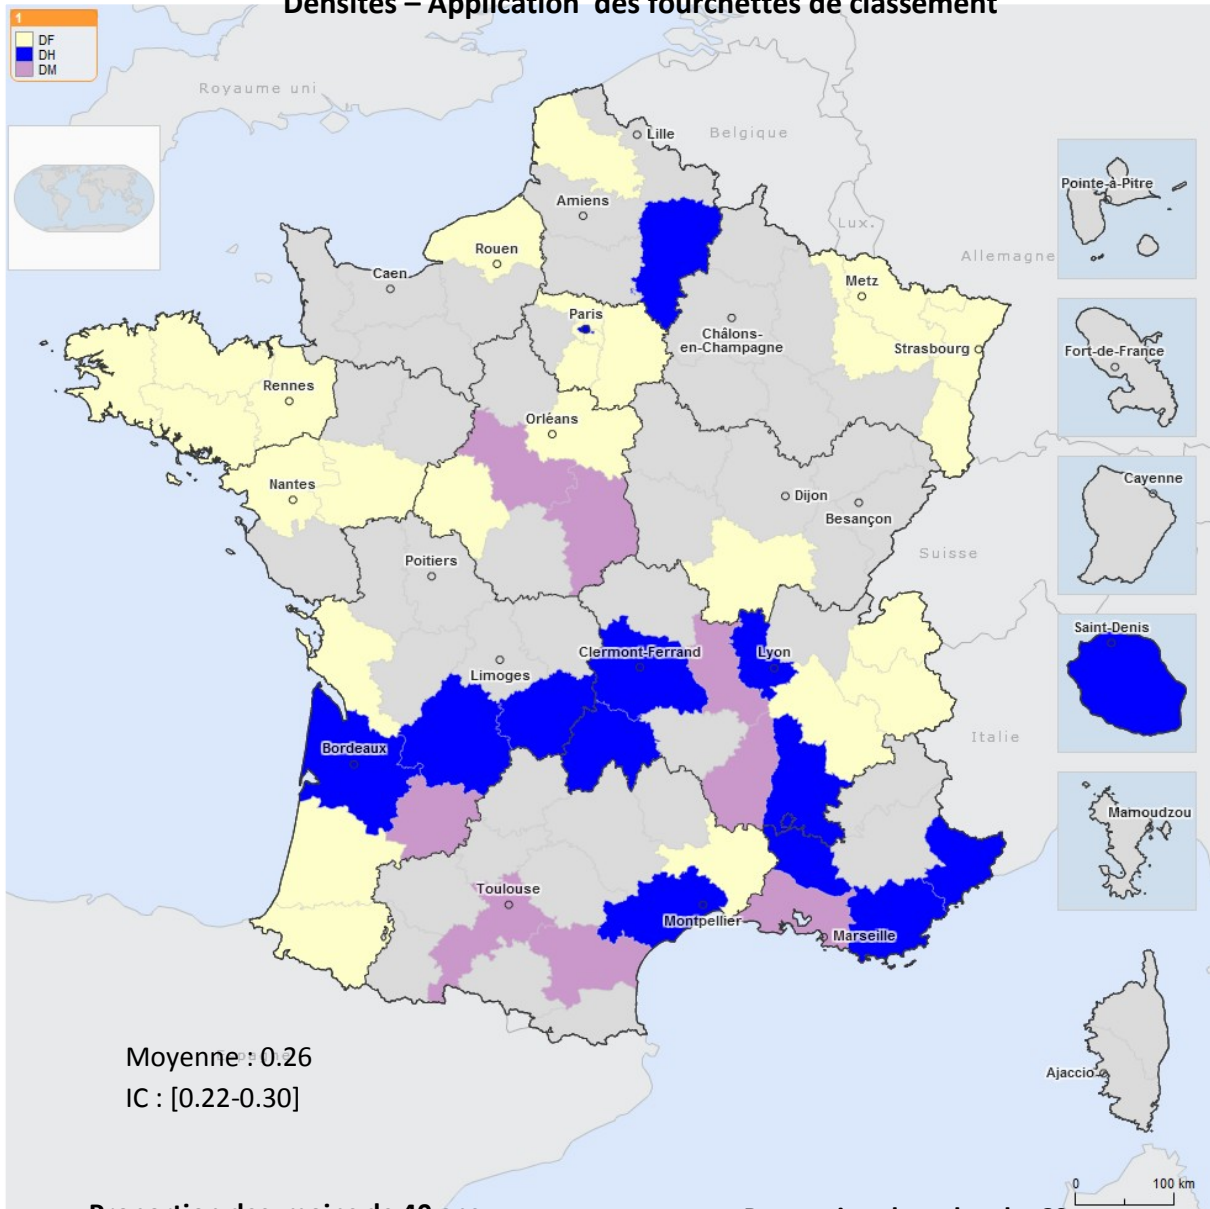 Densités – Application des fourchettes de classement
1
DF
DH
DM
Royaume uni
Lille
Belgique
Pointe-à-Pitre
Amiens
Lux.
Rouen
Allemagne
Caen
Metz
Paris
Châlons-
en-Champagne
Strasbourg
Fort-de-France
Rennes
Orléans
Cayenne
Nantes
Dijon
Besançon
Suisse
Poitiers
Saint-Denis
Clermont-Ferrand
Lyon
Limoges
Italie
Bordeaux
Mamoudzou
Toulouse
Montpellier
Marseille
Moyenne : 0.26
IC : [0.22-0.30]
Ajaccio
0 100 km